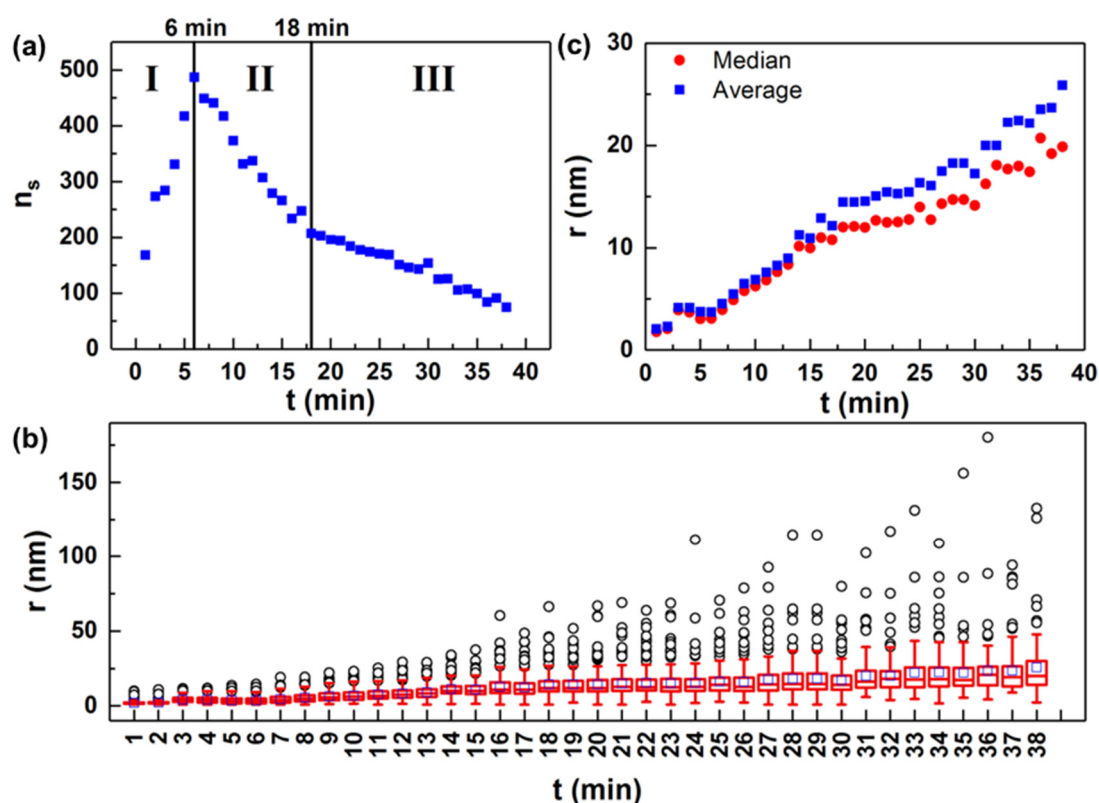 (a)
6 min 18 min
I II III
500
400
300
200
100
0
n_s
0 5 10 15 20 25 30 35 40
t (min)
(c)
Median
Average
30
20
10
0
r (nm)
0 5 10 15 20 25 30 35 40
t (min)
(b)
150
100
50
0
r (nm)
1 2 3 4 5 6 7 8 9 10 11 12 13 14 15 16 17 18 19 20 21 22 23 24 25 26 27 28 29 30 31 32 33 34 35 36 37 38
t (min)